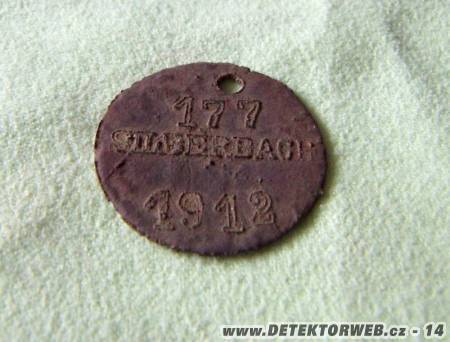 177
SILBERBACH
1912
www.DETEKTORWEB.cz - 14